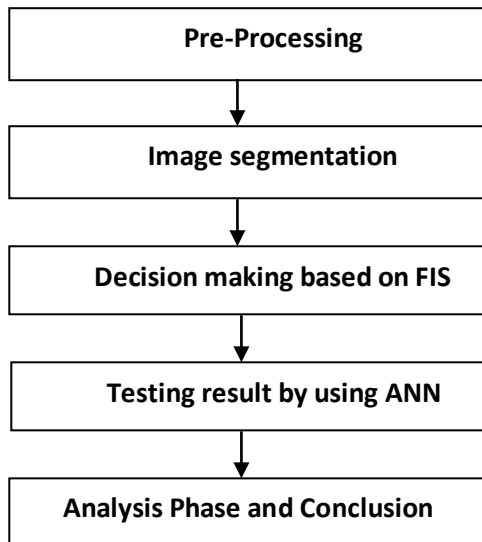 Pre-Processing
Image segmentation
Decision making based on FIS
Testing result by using ANN
Analysis Phase and Conclusion